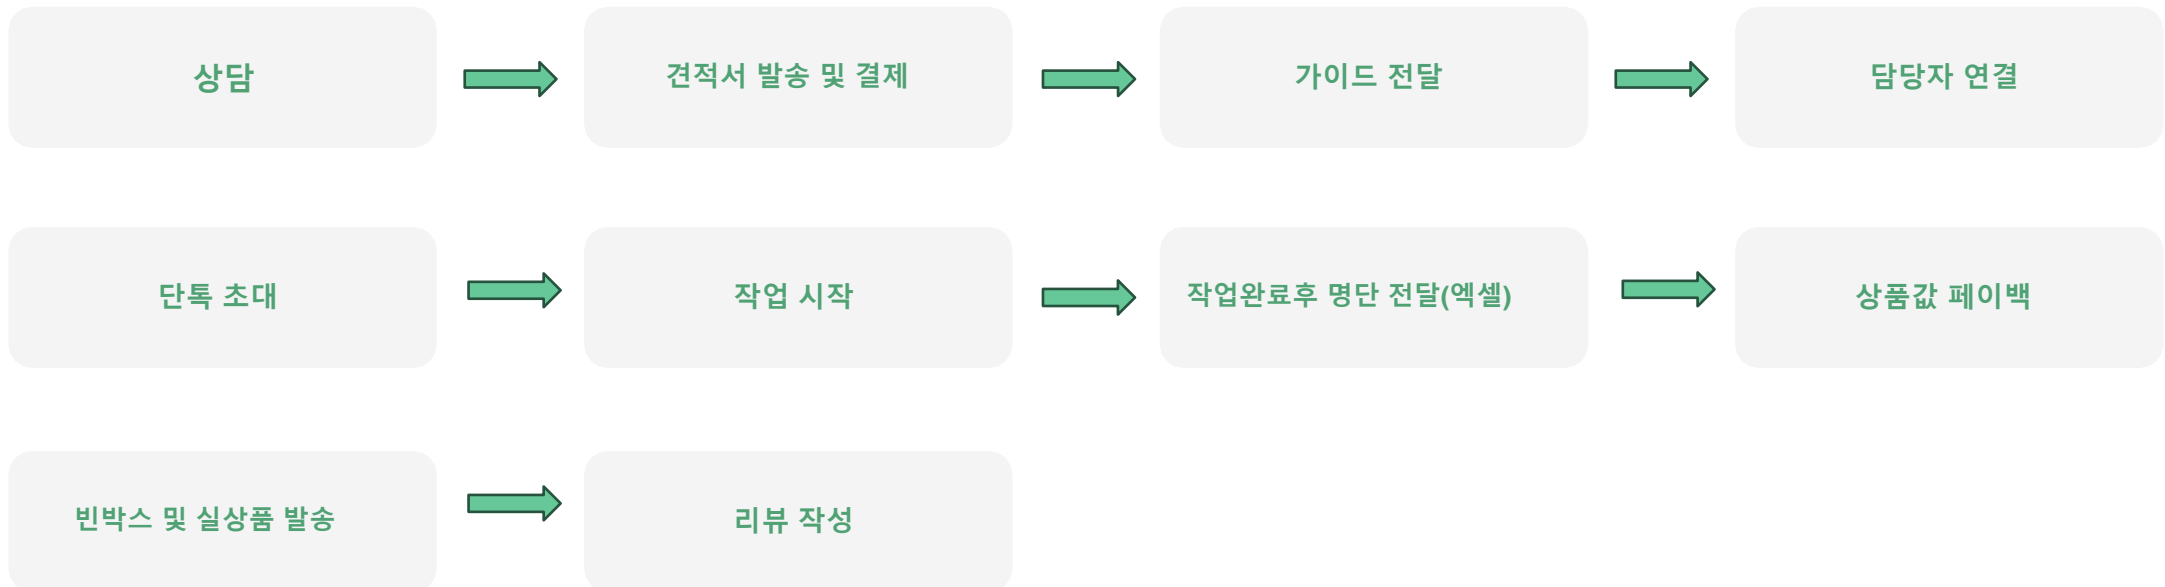 상담
견적서 발송 및 결제
가이드 전달
담당자 연결
단톡 초대
작업 시작
작업완료후 명단 전달(엑셀)
상품값 페이백
빈박스 및 실상품 발송
리뷰 작성